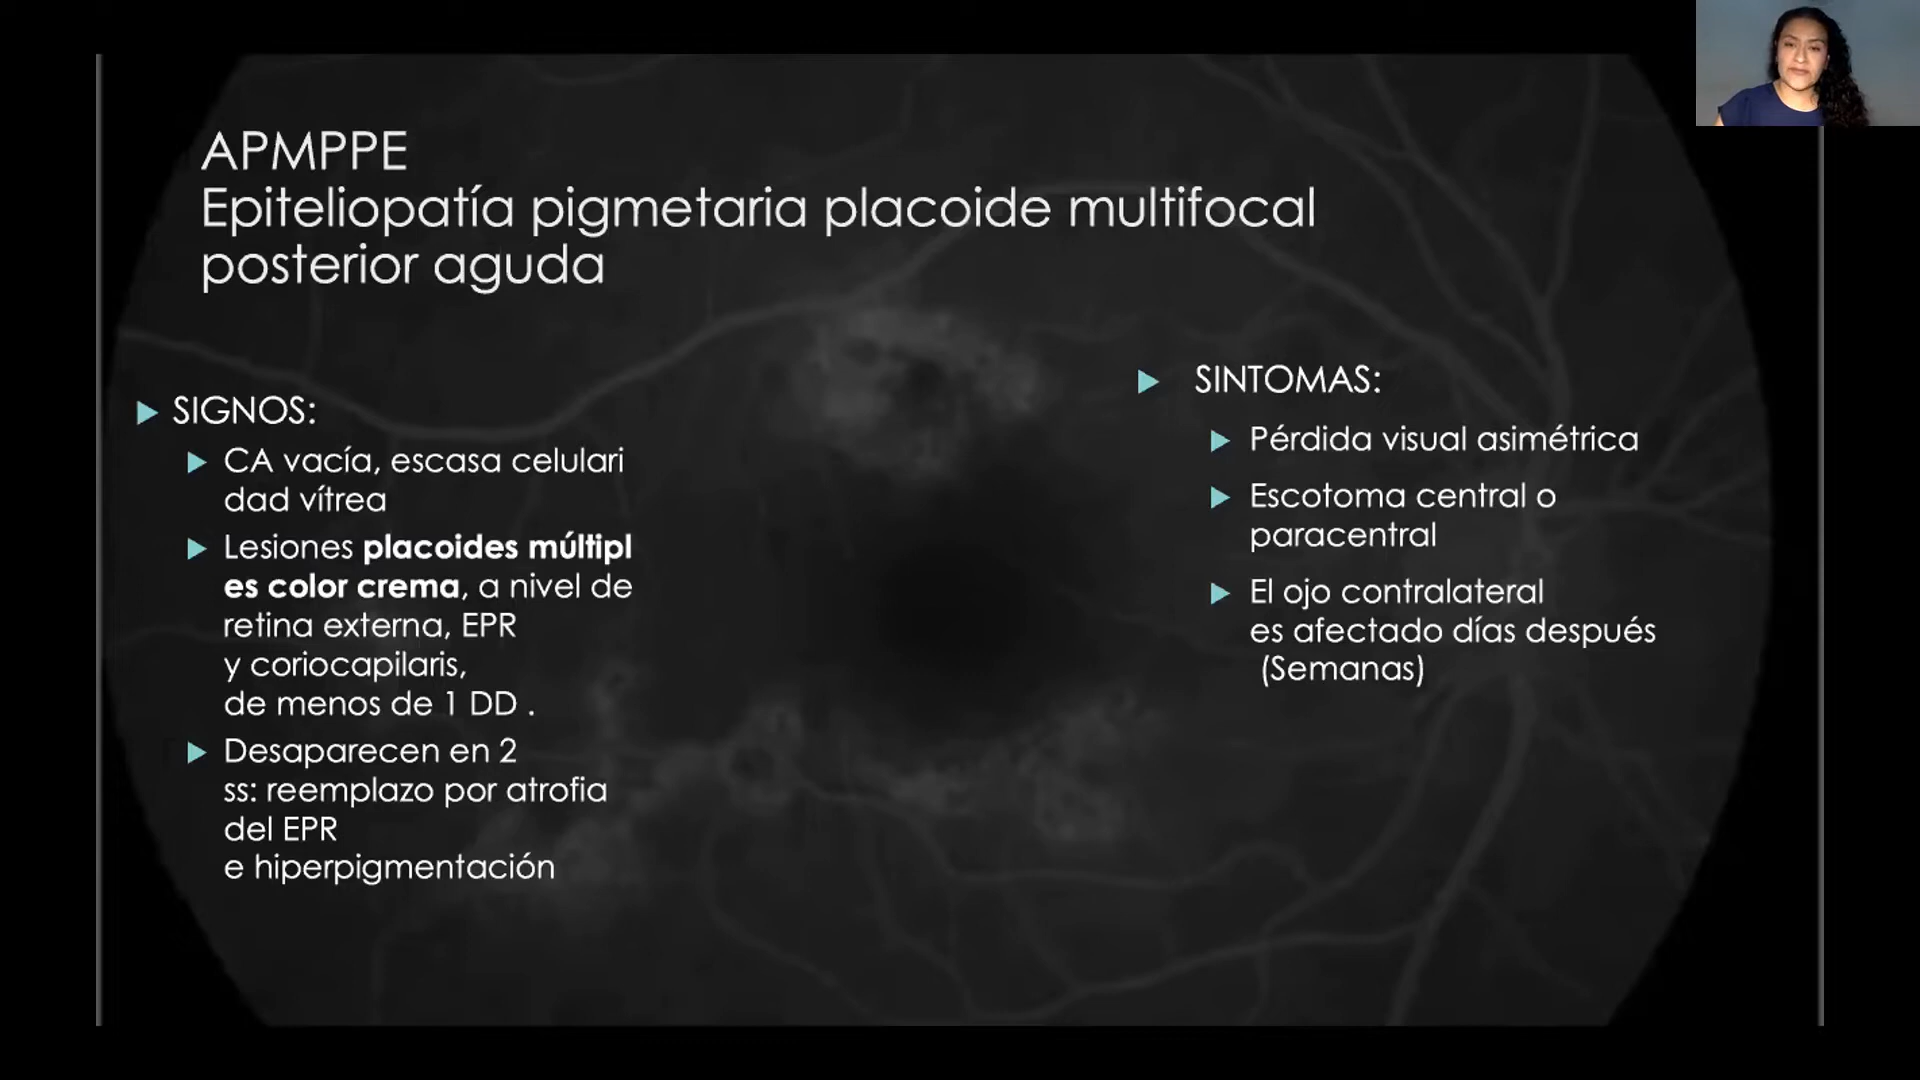 APMPPE
Epiteliopatía pigmetaria placoide multifocal
posterior aguda
SIGNOS:
CA vacía, escasa celulari
dad vítrea
Lesiones placoides múltipl
es color crema, a nivel de
retina externa, EPR
y coriocapilaris,
de menos de 1 DD .
Desaparecen en 2
ss: reemplazo por atrofia
del EPR
e hiperpigmentación
SINTOMAS:
Pérdida visual asimétrica
Escotoma central o
paracentral
El ojo contralateral
es afectado días después
(Semanas)